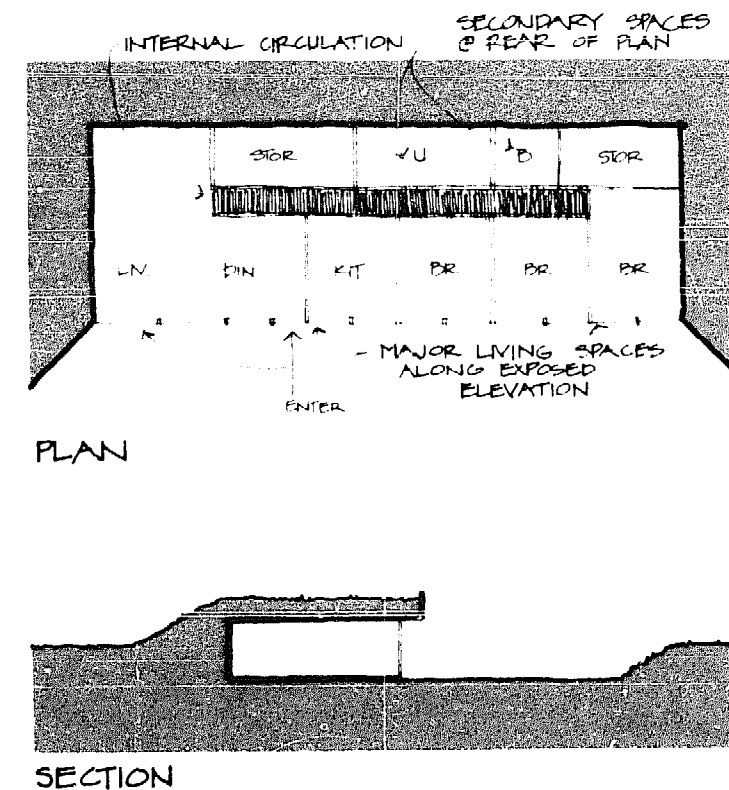 SECONDARY SPACES
@ REAR OF PLAN
INTERNAL CIRCULATION
STOR
U
B
STOR
LIV.
DIN
KIT
BR.
BR.
BR.
- MAJOR LIVING SPACES
ALONG EXPOSED
ELEVATION
ENTER
PLAN
SECTION